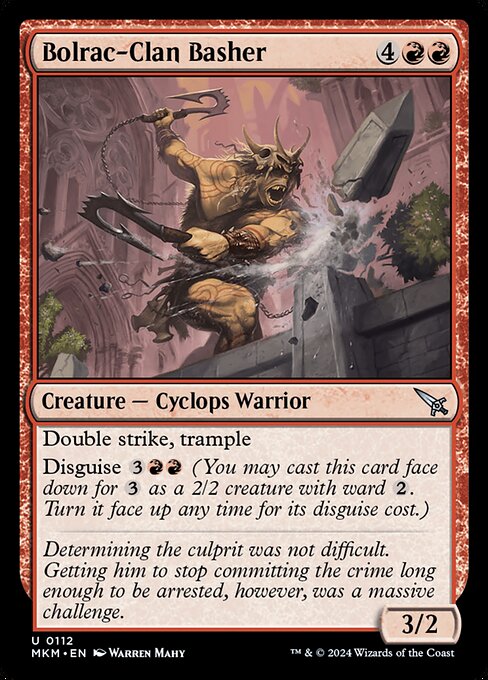 Bolrac-Clan Basher 4
Creature — Cyclops Warrior
Double strike, trample
Disguise 3 (You may cast this card face
down for 3 as a 2/2 creature with ward 2.
Turn it face up any time for its disguise cost.)
Determining the culprit was not difficult.
Getting him to stop committing the crime long
enough to be arrested, however, was a massive
challenge.
3/2
U 0112
MKM • EN Warren Mahy
™ & © 2024 Wizards of the Coast